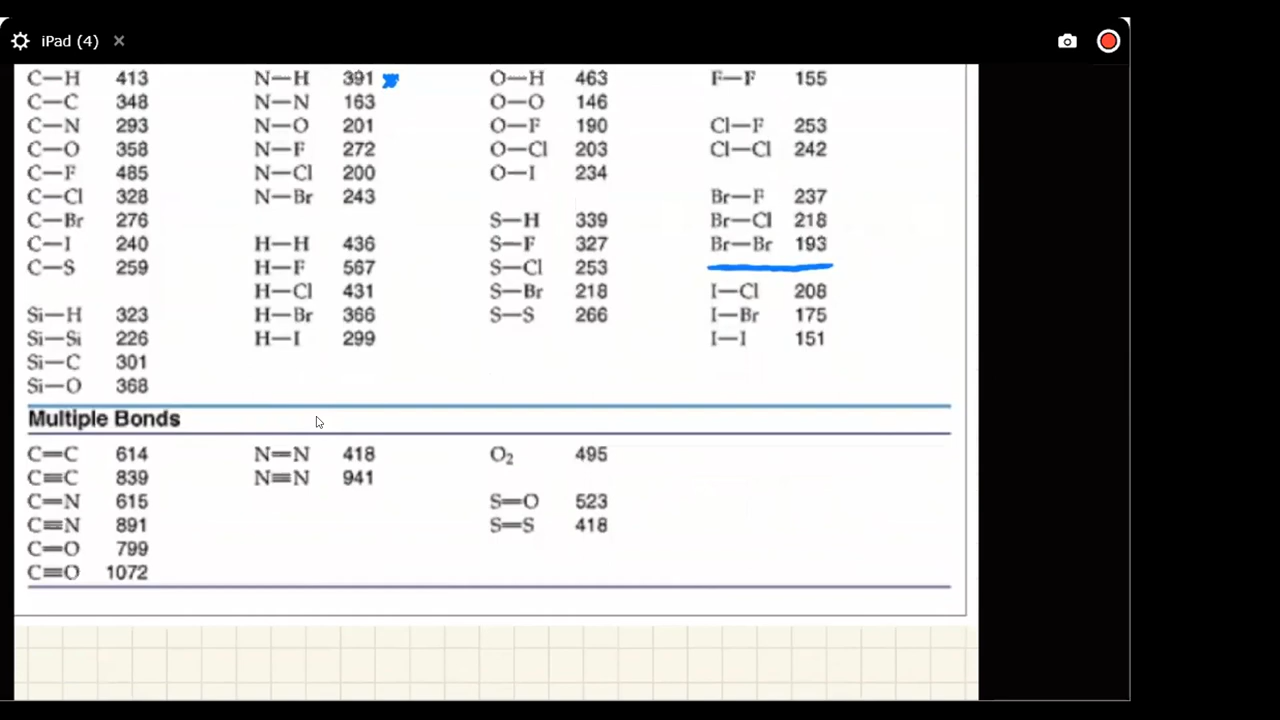 iPad (4) ×
C—H 413 N—H 391 O—H 463 F—F 155
C—C 348 N—N 163 O—O 146
C—N 293 N—O 201 O—F 190 Cl—F 253
C—O 358 N—F 272 O—Cl 203 Cl—Cl 242
C—F 485 N—Cl 200 O—I 234
C—Cl 328 N—Br 243 Br—F 237
C—Br 276 S—H 339 Br—Cl 218
C—I 240 H—H 436 S—F 327 Br—Br 193
C—S 259 H—F 567 S—Cl 253
H—Cl 431 S—Br 218 I—Cl 208
Si—H 323 H—Br 366 S—S 266 I—Br 175
Si—Si 226 H—I 299 I—I 151
Si—C 301
Si—O 368
Multiple Bonds
C=C 614 N=N 418 O₂ 495
C≡C 839 N≡N 941
C=N 615 S=O 523
C≡N 891 S=S 418
C=O 799
C≡O 1072